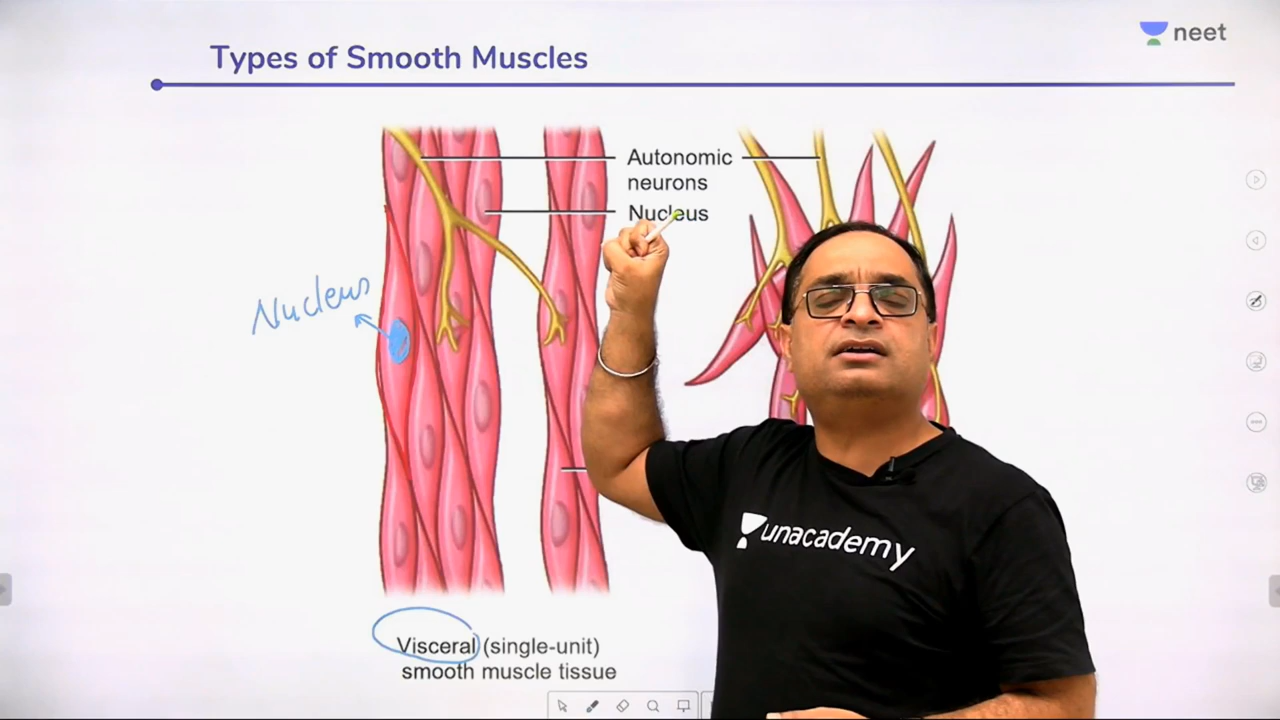 Types of Smooth Muscles
neet
Autonomic
neurons
Nucleus
Nucleus
unacademy
Visceral (single-unit)
smooth muscle tissue